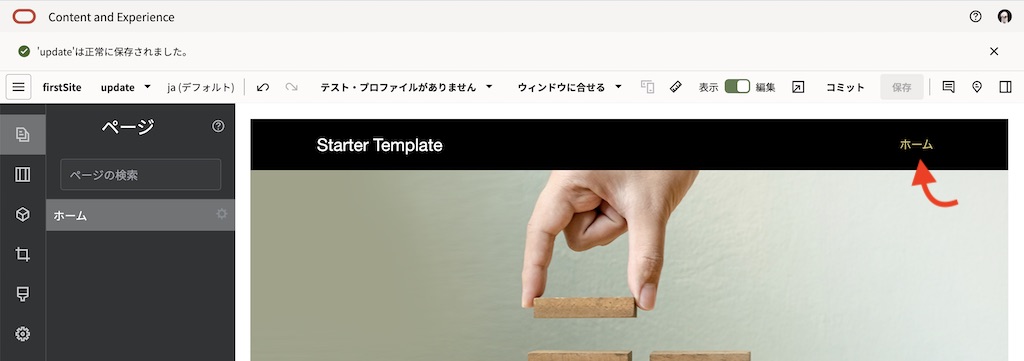 Content and Experience
'update'は正常に保存されました。
firstSite update ja (デフォルト) テスト・プロファイルがありません ウィンドウに合せる 表示 編集 コミット 保存
ページ
ページの検索
ホーム
Starter Template ホーム